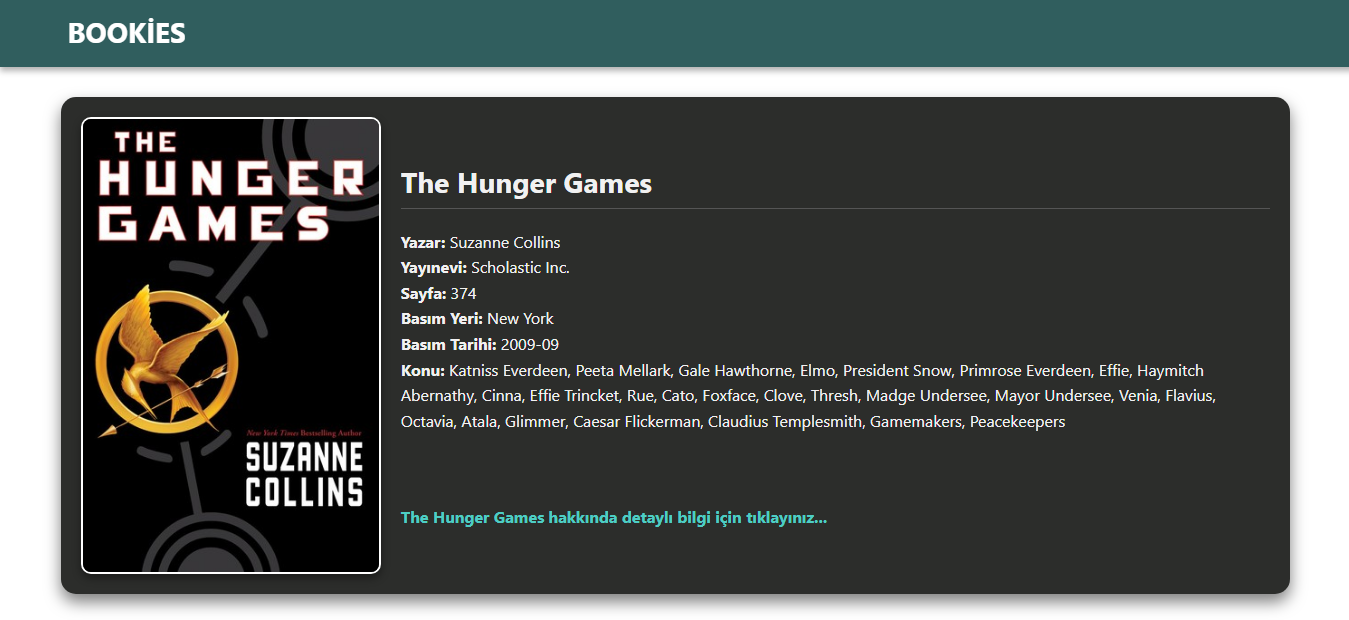 BOOKİES
THE
HUNGER
GAMES
New York Times Bestselling Author
SUZANNE
COLLINS
The Hunger Games
Yazar: Suzanne Collins
Yayınevi: Scholastic Inc.
Sayfa: 374
Basım Yeri: New York
Basım Tarihi: 2009-09
Konu: Katniss Everdeen, Peeta Mellark, Gale Hawthorne, Elmo, President Snow, Primrose Everdeen, Effie, Haymitch
Abernathy, Cinna, Effie Trincket, Rue, Cato, Foxface, Clove, Thresh, Madge Undersee, Mayor Undersee, Venia, Flavius,
Octavia, Atala, Glimmer, Caesar Flickerman, Claudius Templesmith, Gamemakers, Peacekeepers
The Hunger Games hakkında detaylı bilgi için tıklayınız...